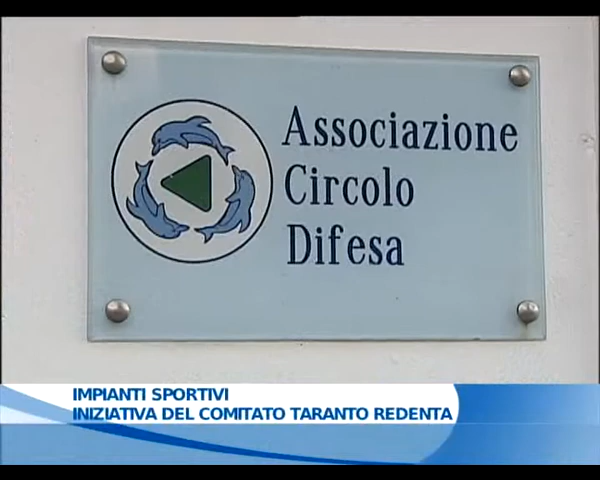 Associazione
Circolo
Difesa
IMPIANTI SPORTIVI
INIZIATIVA DEL COMITATO TARANTO REDENTA